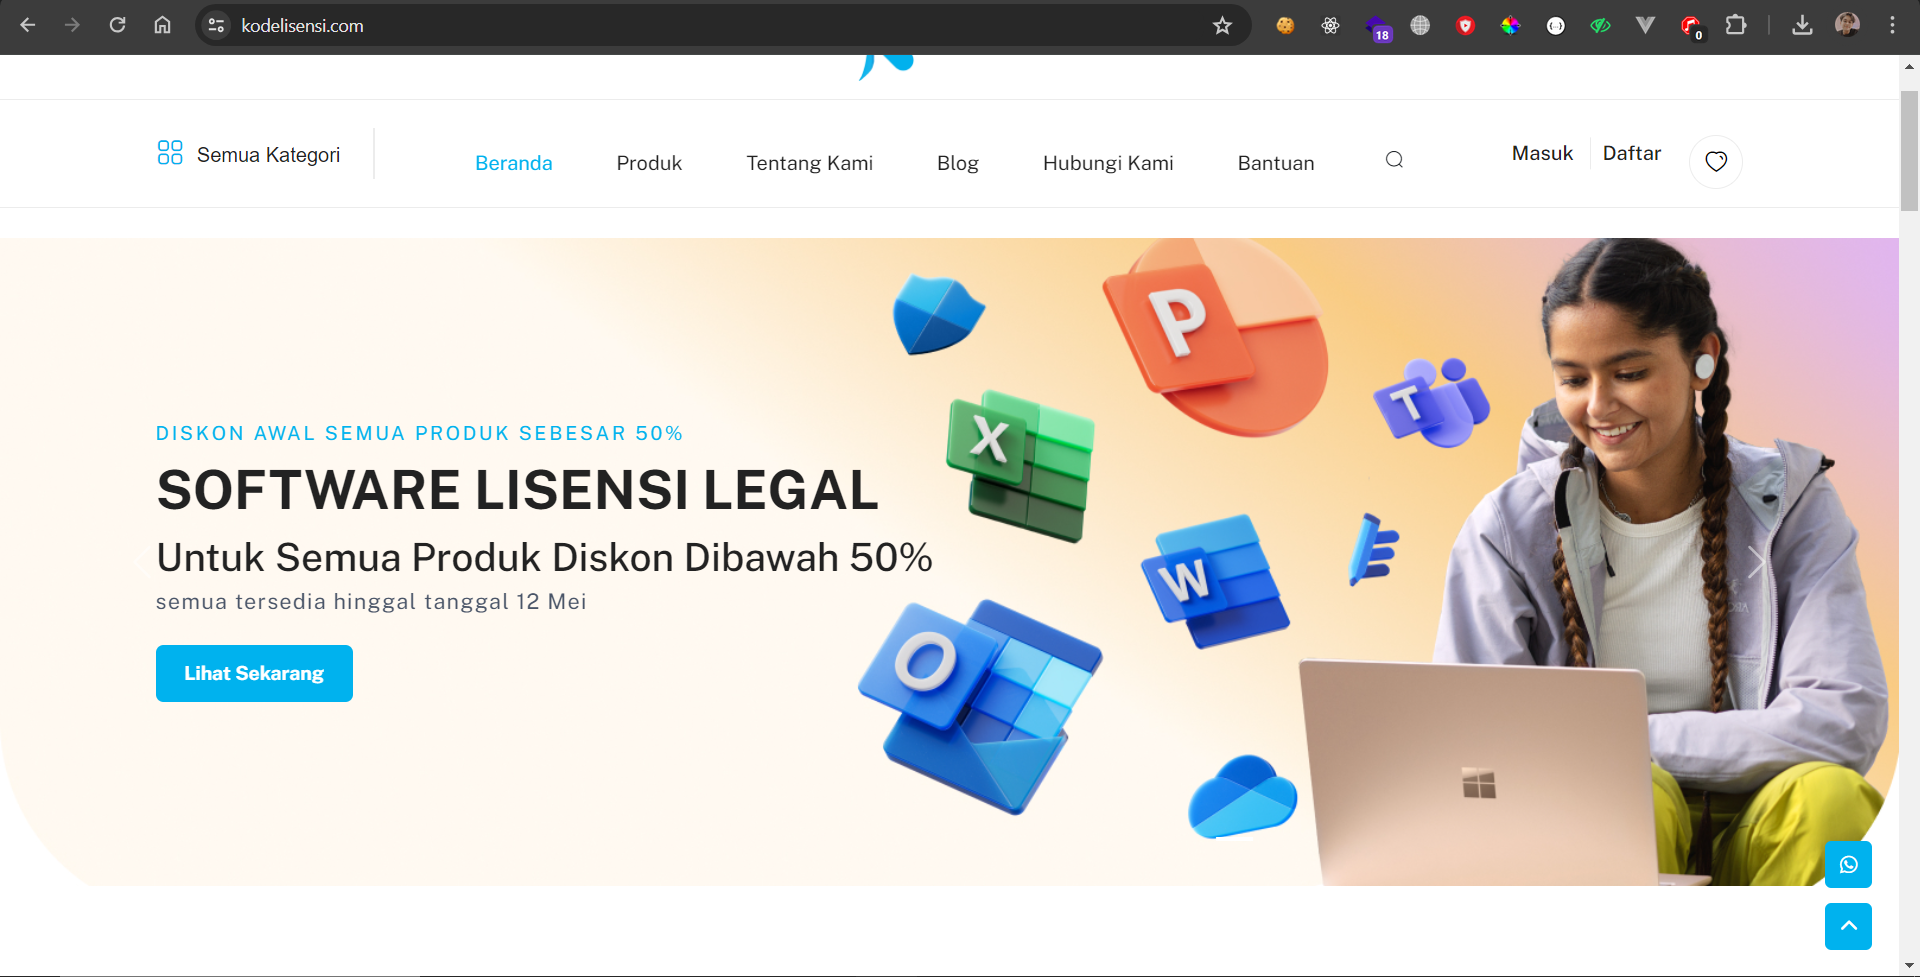 kodelisensi.com
18
0
Semua Kategori
Beranda
Produk
Tentang Kami
Blog
Hubungi Kami
Bantuan
Masuk
Daftar
DISKON AWAL SEMUA PRODUK SEBESAR 50%
SOFTWARE LISENSI LEGAL
Untuk Semua Produk Diskon Dibawah 50%
semua tersedia hinggal tanggal 12 Mei
Lihat Sekarang
P
T
X
W
O